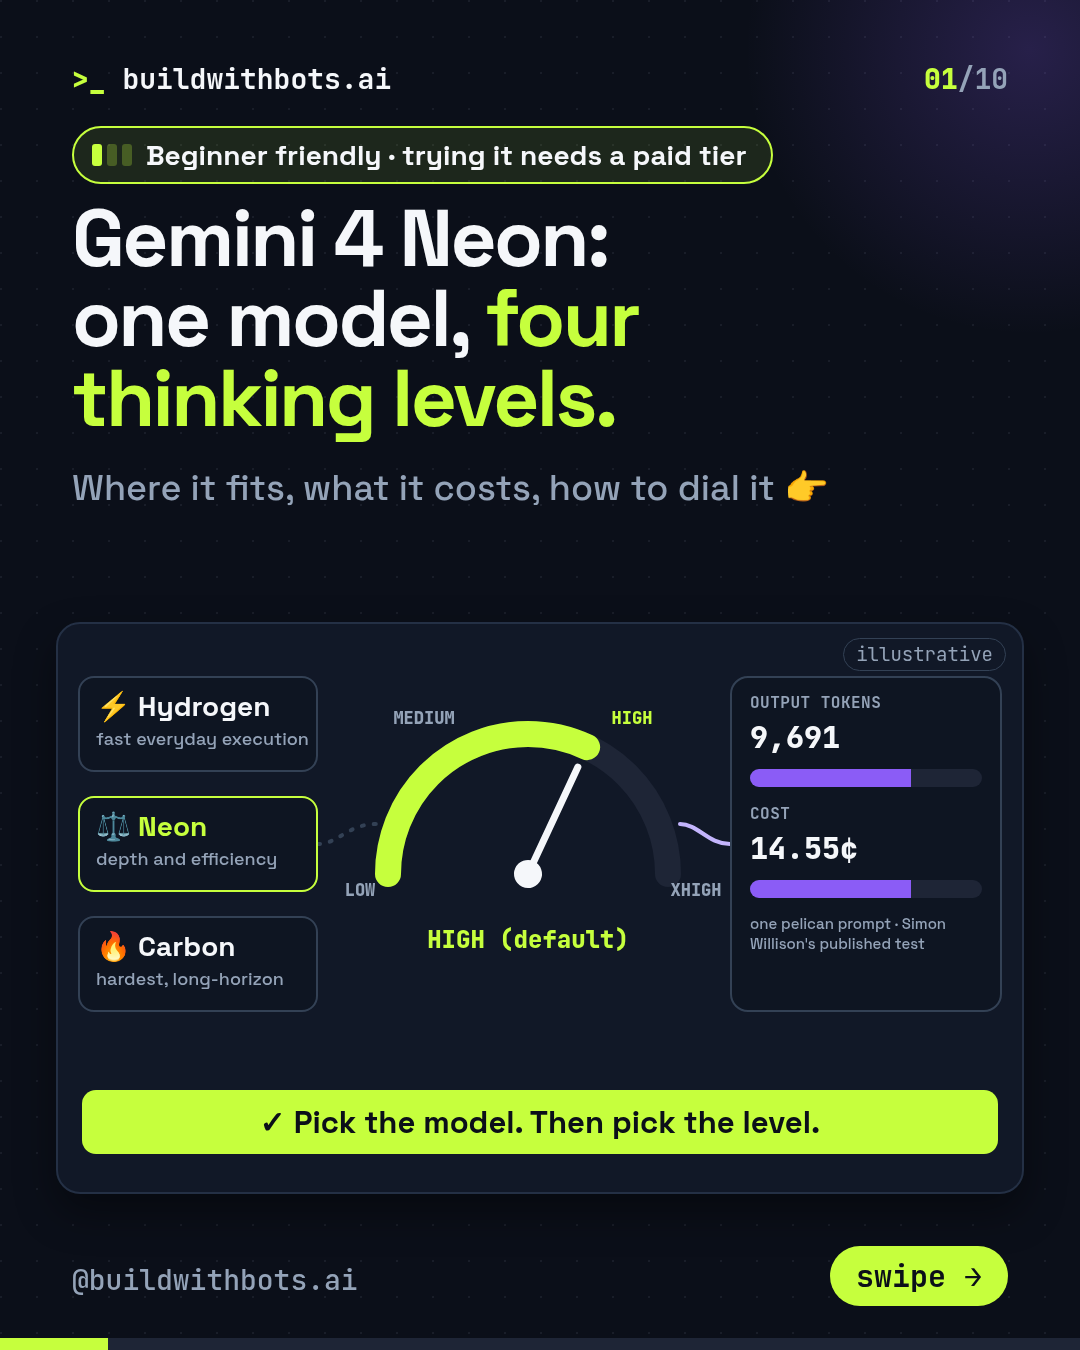 >_ buildwithbots.ai
01/10
Beginner friendly · trying it needs a paid tier
Gemini 4 Neon:
one model, four
thinking levels.
Where it fits, what it costs, how to dial it 👉
illustrative
⚡ Hydrogen
fast everyday execution
⚖️ Neon
depth and efficiency
🔥 Carbon
hardest, long-horizon
MEDIUM
HIGH
LOW
XHIGH
HIGH (default)
OUTPUT TOKENS
9,691
COST
14.55¢
one pelican prompt · Simon
Willison's published test
✓ Pick the model. Then pick the level.
@buildwithbots.ai
swipe →